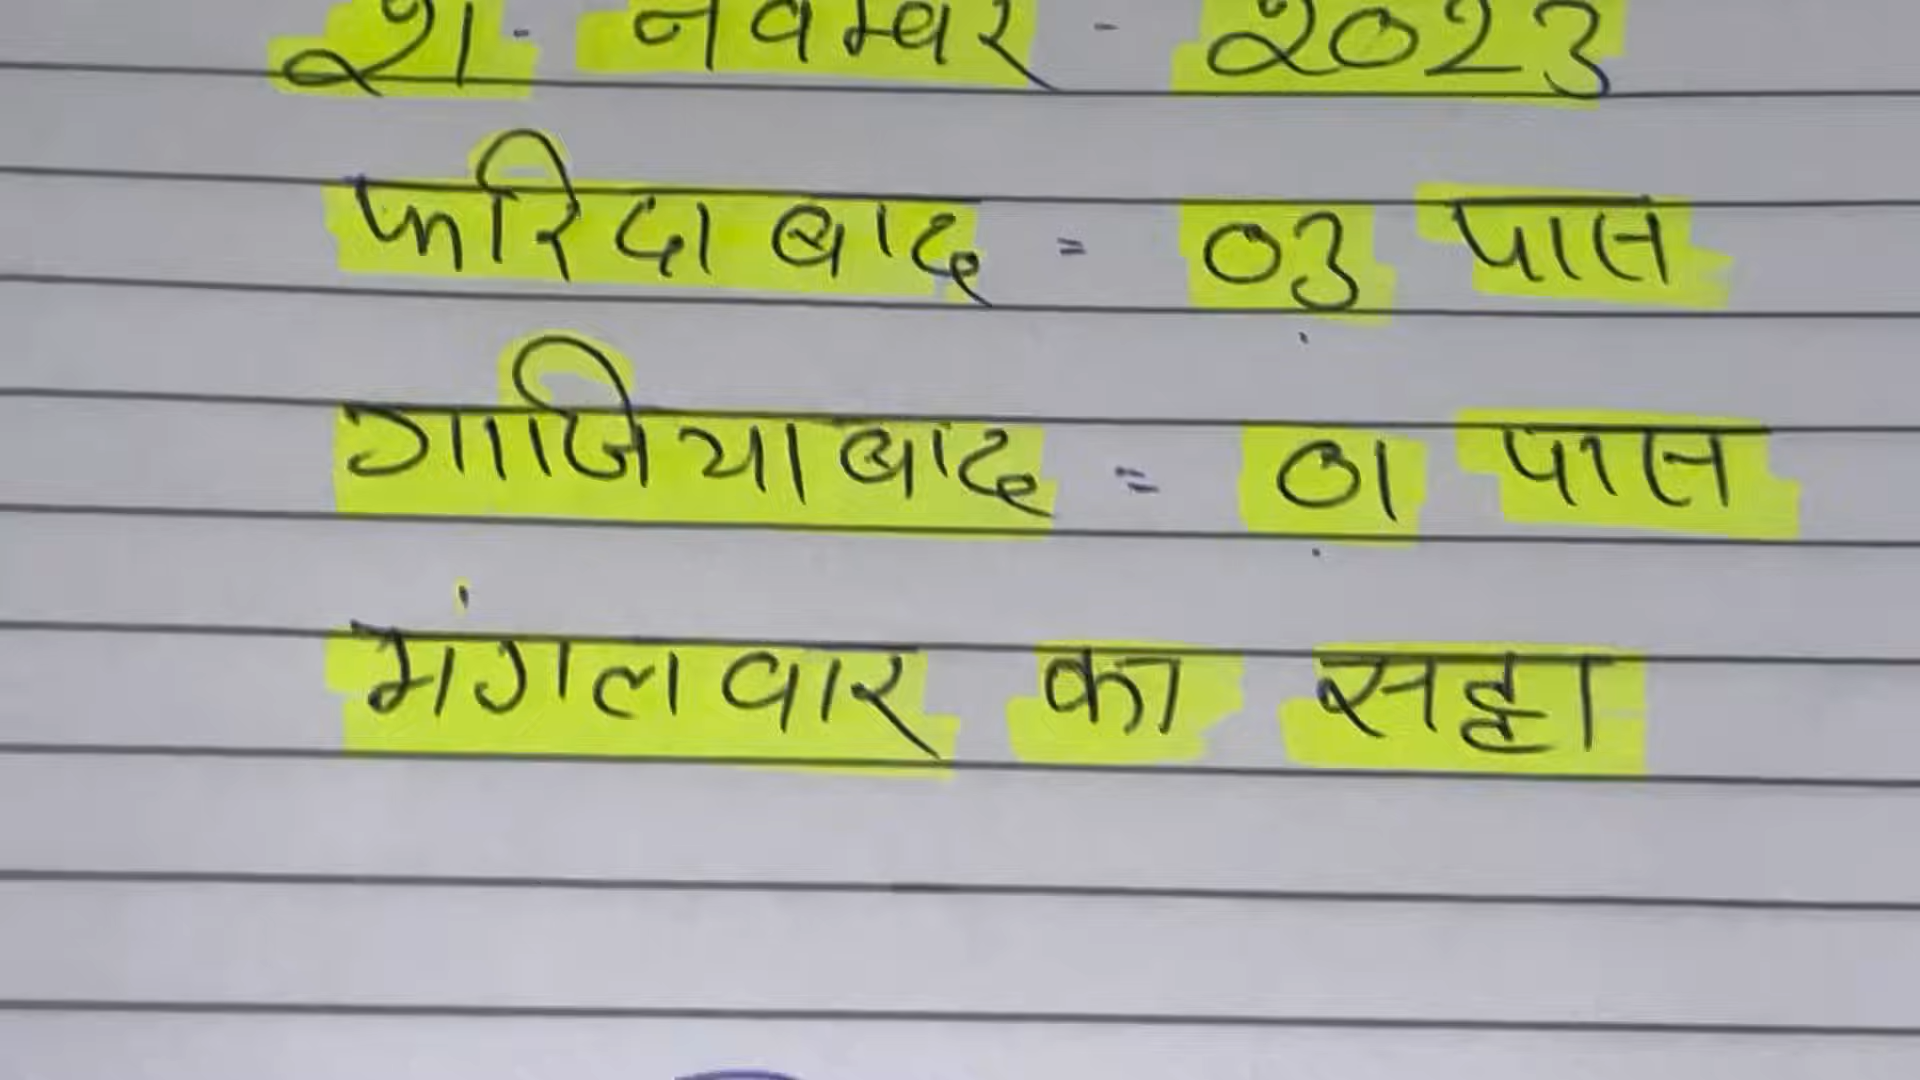 21- नवम्बर - 2023
फरिदाबाद = 03 पास
गाजियाबाद = 01 पास
मंगलवार का सट्टा